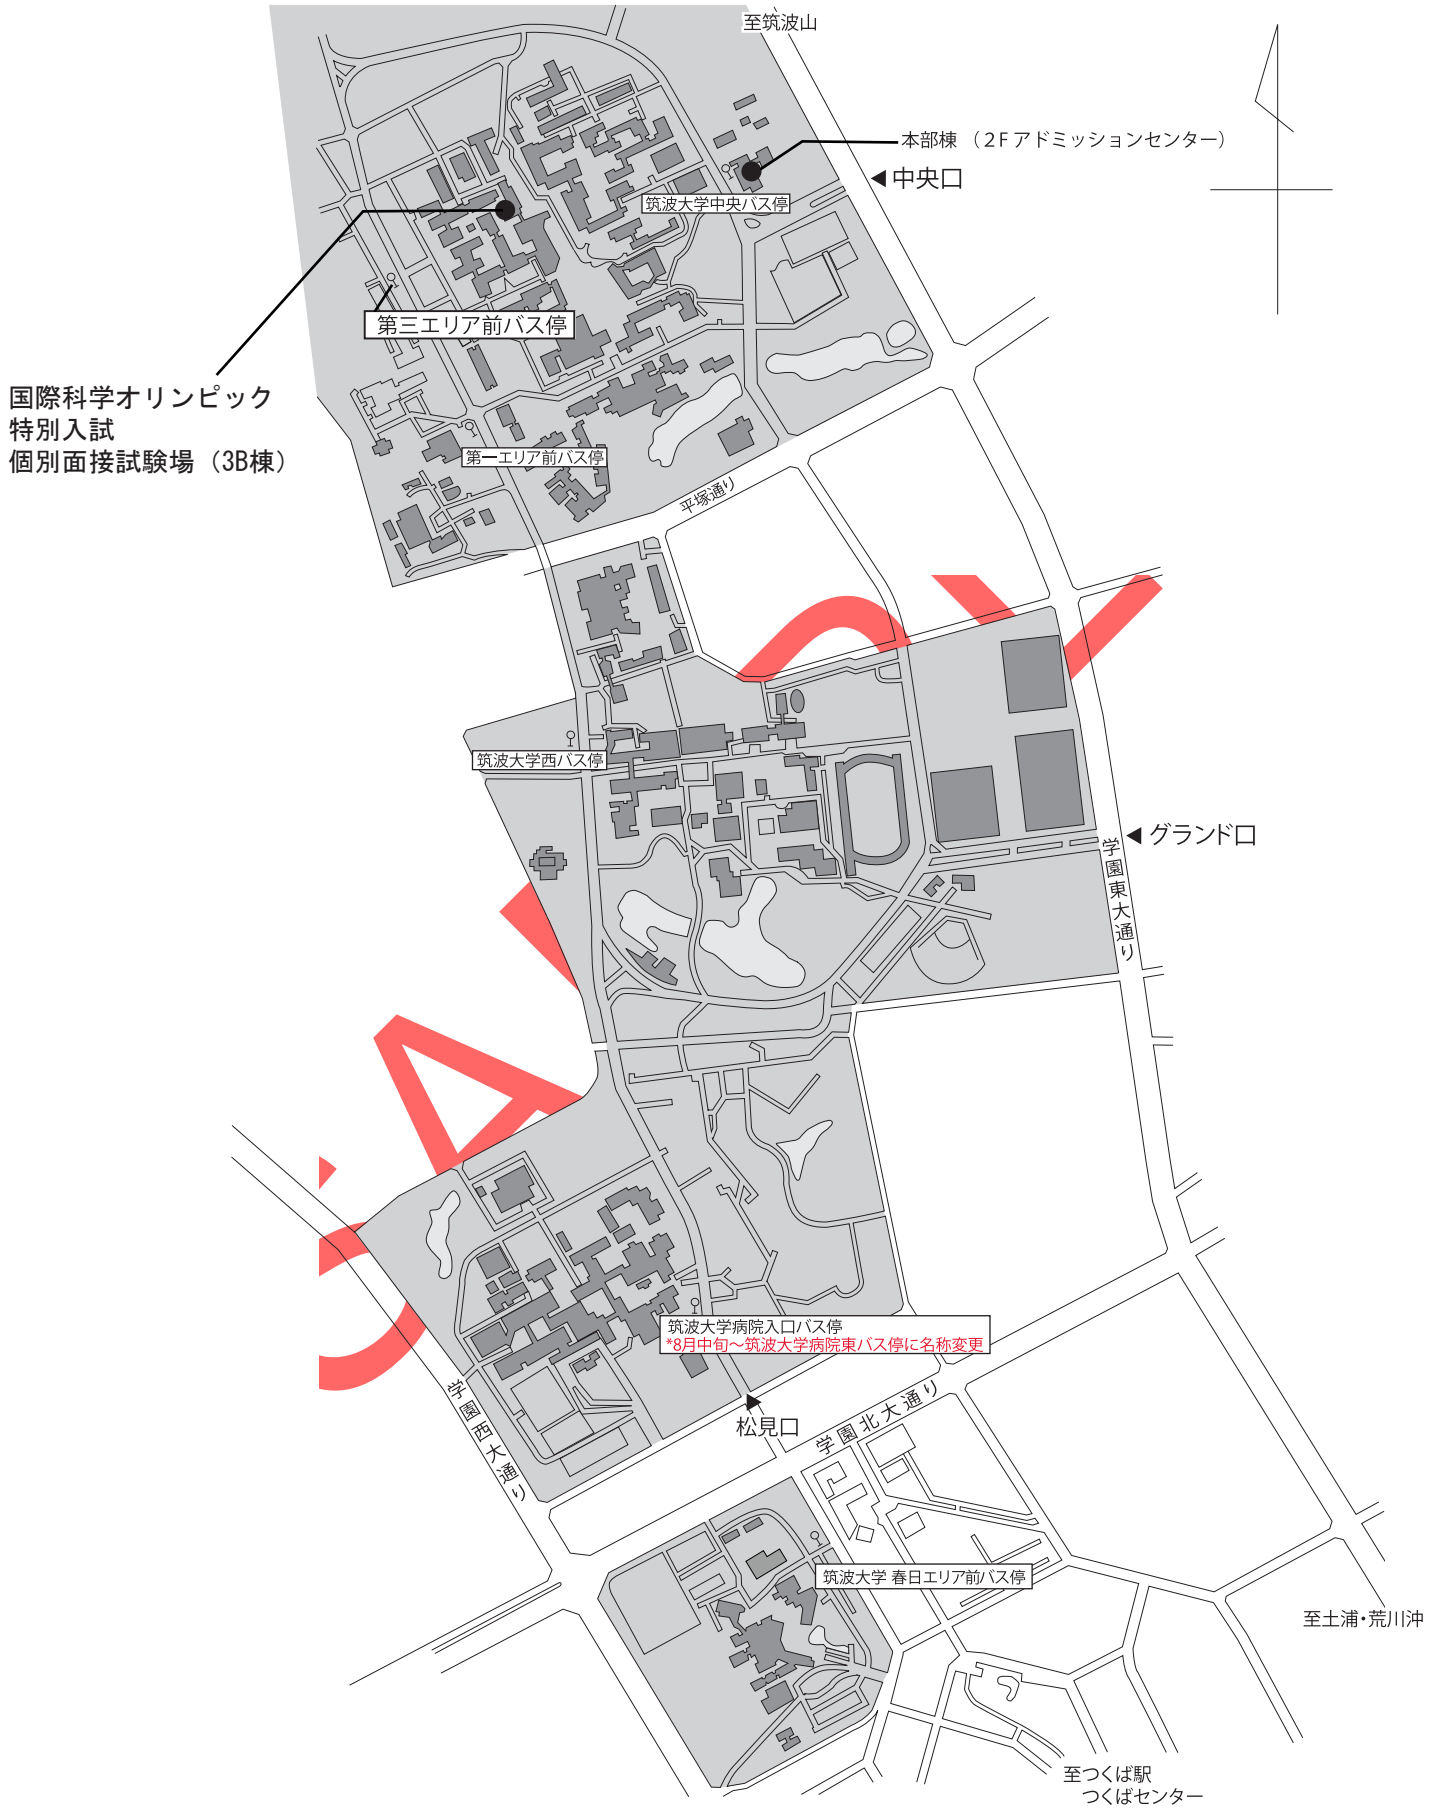 至筑波山
本部棟 （２F アドミッションセンター）
◀中央口
筑波大学中央バス停
第三エリア前バス停
国際科学オリンピック
特別入試
個別面接試験場（3B棟）
第一エリア前バス停
平塚通り
筑波大学西バス停
◀グランド口
学園東大通り
筑波大学病院入口バス停
*8月中旬～筑波大学病院東バス停に名称変更
学園西大通り
松見口
学園北大通り
筑波大学 春日エリア前バス停
至土浦・荒川沖
至つくば駅
つくばセンター